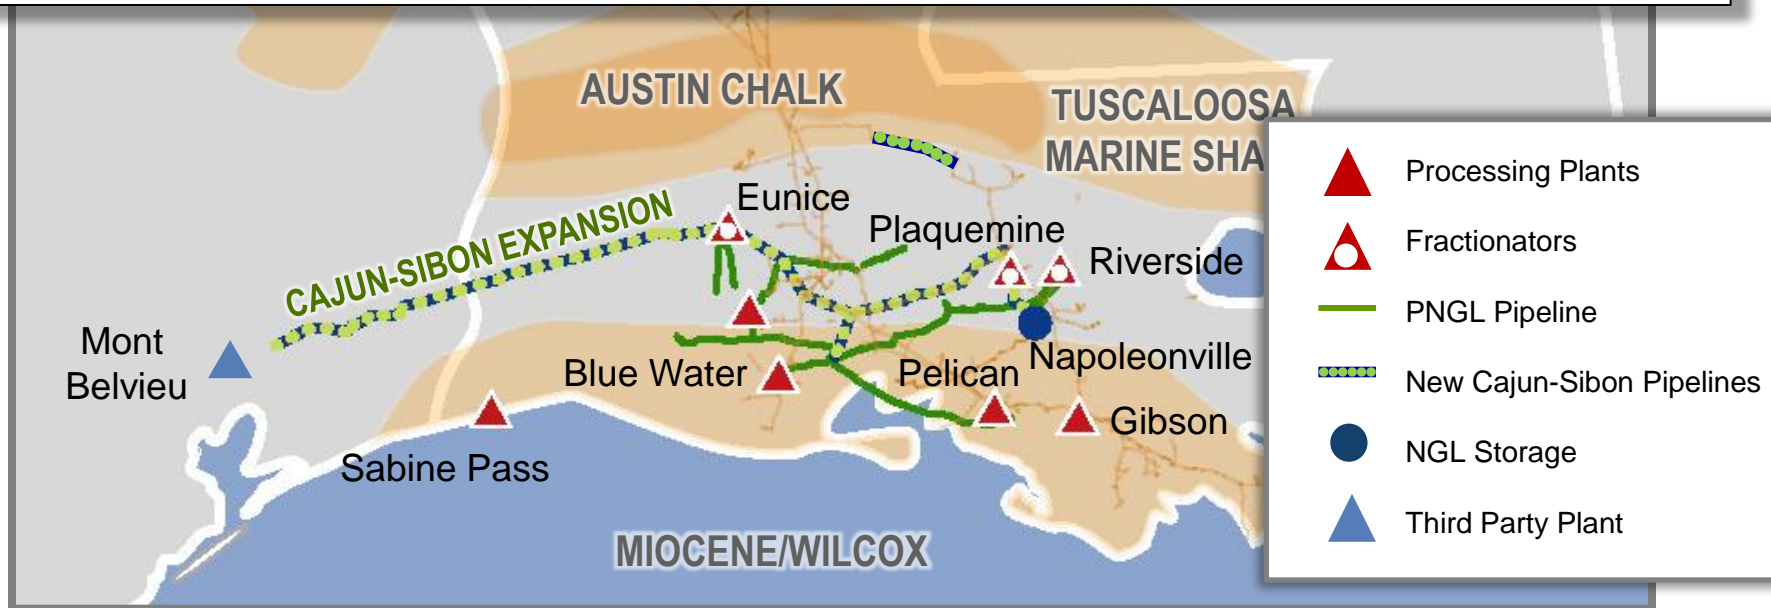 AUSTIN CHALK
TUSCALOOSA
MARINE SHA
Processing Plants
Eunice
CAJUN-SIBON EXPANSION
Plaquemine
Riverside
Fractionators
PNGL Pipeline
Mont
Belvieu
Blue Water
Pelican
Napoleonville
New Cajun-Sibon Pipelines
Gibson
Sabine Pass
NGL Storage
MIOCENE/WILCOX
Third Party Plant